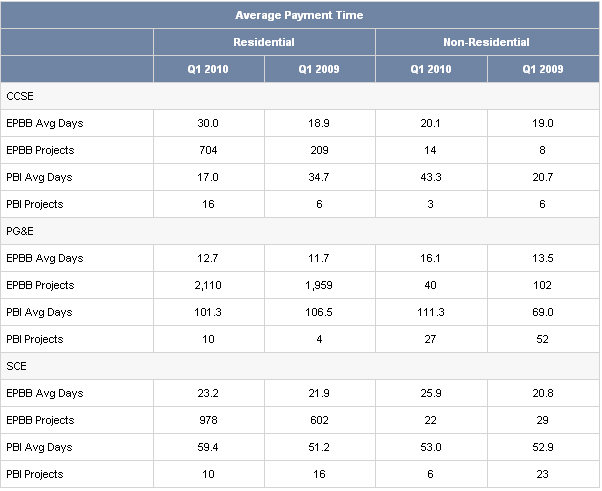 Average Payment Time
Residential Non-Residential
Q1 2010 Q1 2009 Q1 2010 Q1 2009
CCSE
EPBB Avg Days 30.0 18.9 20.1 19.0
EPBB Projects 704 209 14 8
PBI Avg Days 17.0 34.7 43.3 20.7
PBI Projects 16 6 3 6
PG&E
EPBB Avg Days 12.7 11.7 16.1 13.5
EPBB Projects 2,110 1,959 40 102
PBI Avg Days 101.3 106.5 111.3 69.0
PBI Projects 10 4 27 52
SCE
EPBB Avg Days 23.2 21.9 25.9 20.8
EPBB Projects 978 602 22 29
PBI Avg Days 59.4 51.2 53.0 52.9
PBI Projects 10 16 6 23